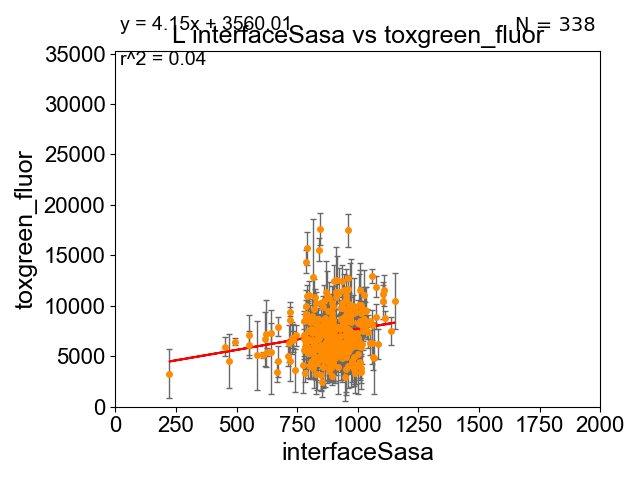 y = 4.15x + 3560.01
N = 338
L interfaceSasa vs toxgreen_fluor
r^2 = 0.04
35000
30000
25000
20000
15000
10000
5000
0
toxgreen_fluor
0 250 500 750 1000 1250 1500 1750 2000
interfaceSasa